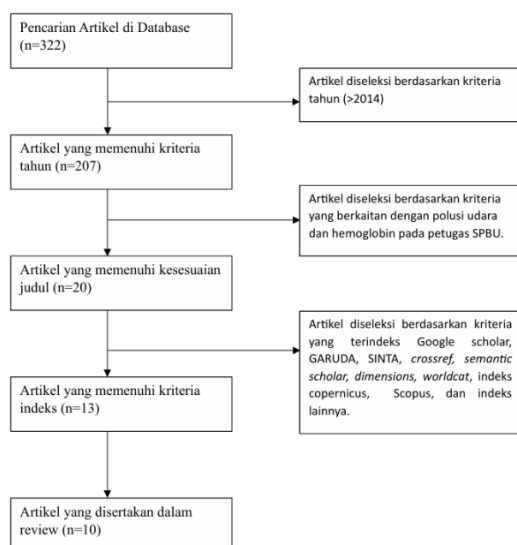 Pencarian Artikel di Database
(n=322)
Artikel diseleksi berdasarkan kriteria
tahun (>2014)
Artikel yang memenuhi kriteria
tahun (n=207)
Artikel diseleksi berdasarkan kriteria
yang berkaitan dengan polusi udara
dan hemoglobin pada petugas SPBU.
Artikel yang memenuhi kesesuaian
judul (n=20)
Artikel diseleksi berdasarkan kriteria
yang terindeks Google scholar,
GARUDA, SINTA, crossref, semantic
scholar, dimensions, worldcat, indeks
copernicus, Scopus, dan indeks
lainnya.
Artikel yang memenuhi kriteria
indeks (n=13)
Artikel yang disertakan dalam
review (n=10)